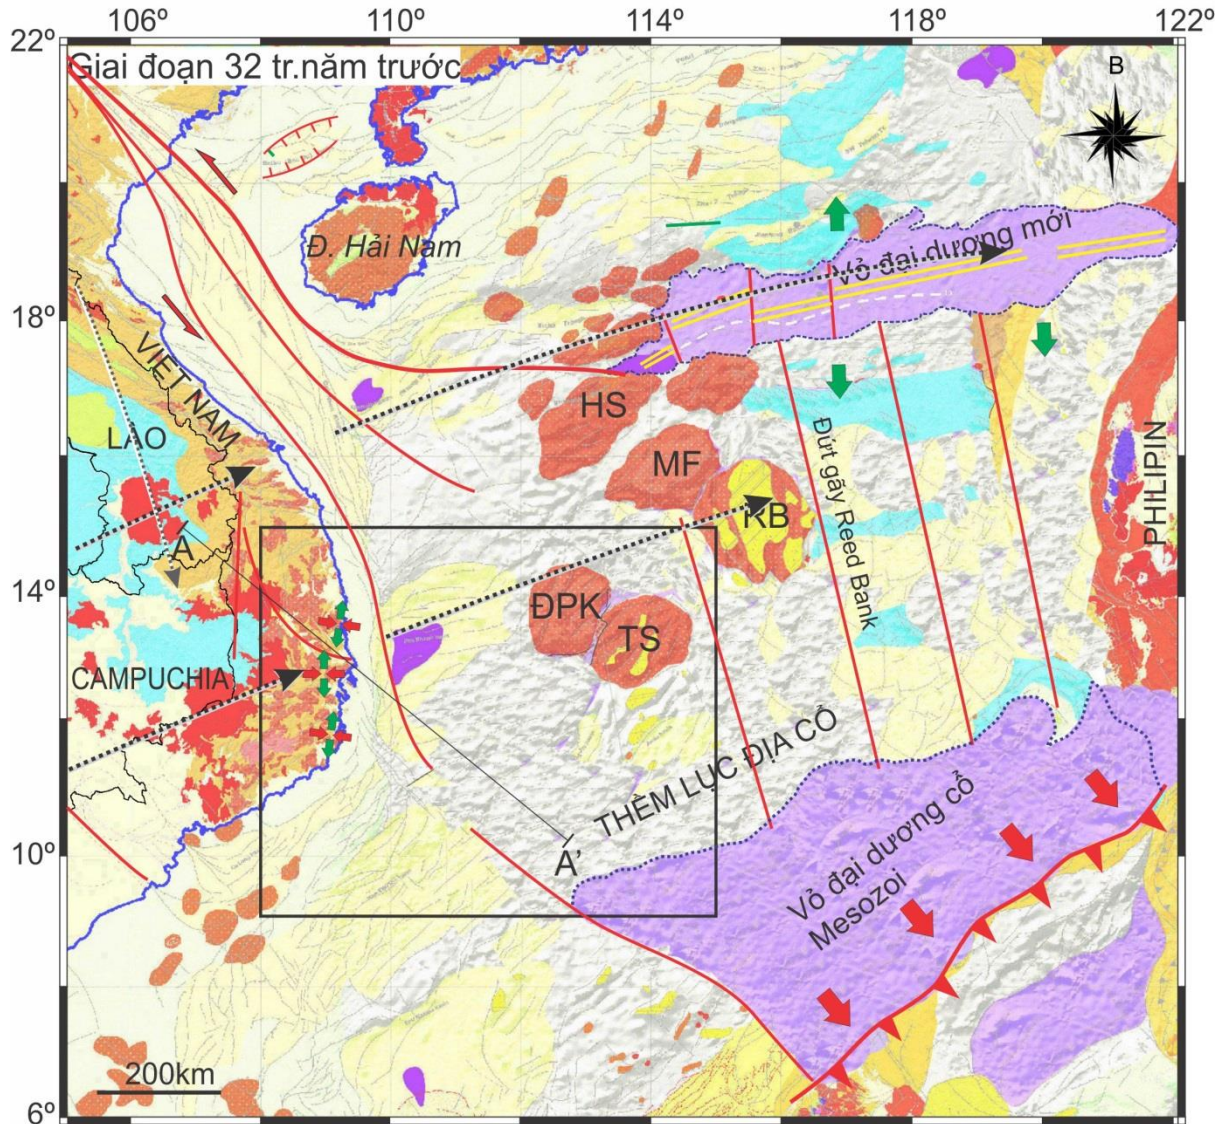 106º 110º 114º 118º 122º
22º
Giai đoạn 32 tr.năm trước
B
Đ. Hải Nam
Vỏ đại dương mới
18º
VIỆT NAM
LAO
HS
MF
RB
Đứt gãy Reed Bank
PHILIPIN
A
14º
ĐPK
TS
CAMPUCHIA
THỀM LỤC ĐỊA CỔ
10º
A’
Vỏ đại dương cổ
Mesozoi
200km
6º